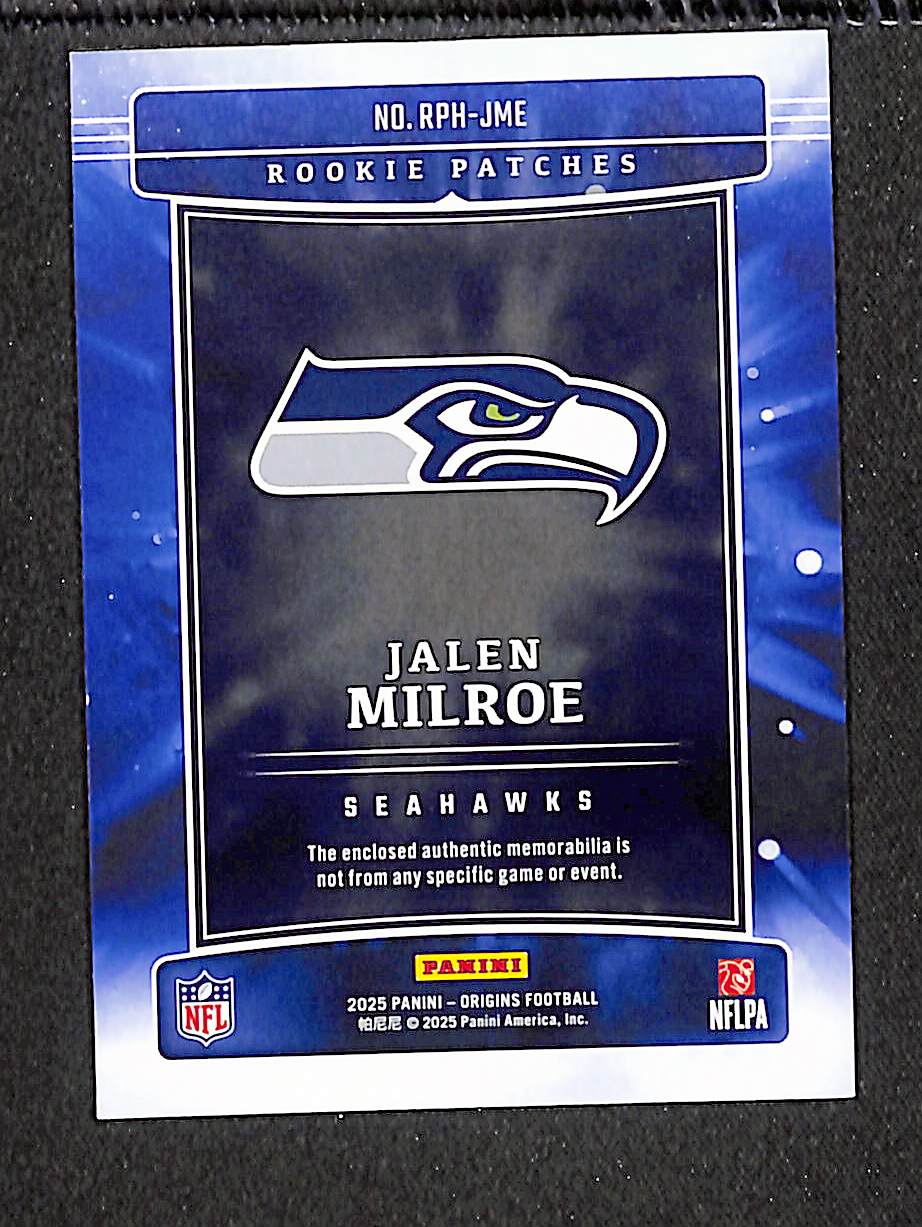 NO. RPH-JME
ROOKIE PATCHES
JALEN
MILROE
SEAHAWKS
The enclosed authentic memorabilia is
not from any specific game or event.
PANINI
NFL
2025 PANINI – ORIGINS FOOTBALL
帕尼尼 © 2025 Panini America, Inc.
NFLPA